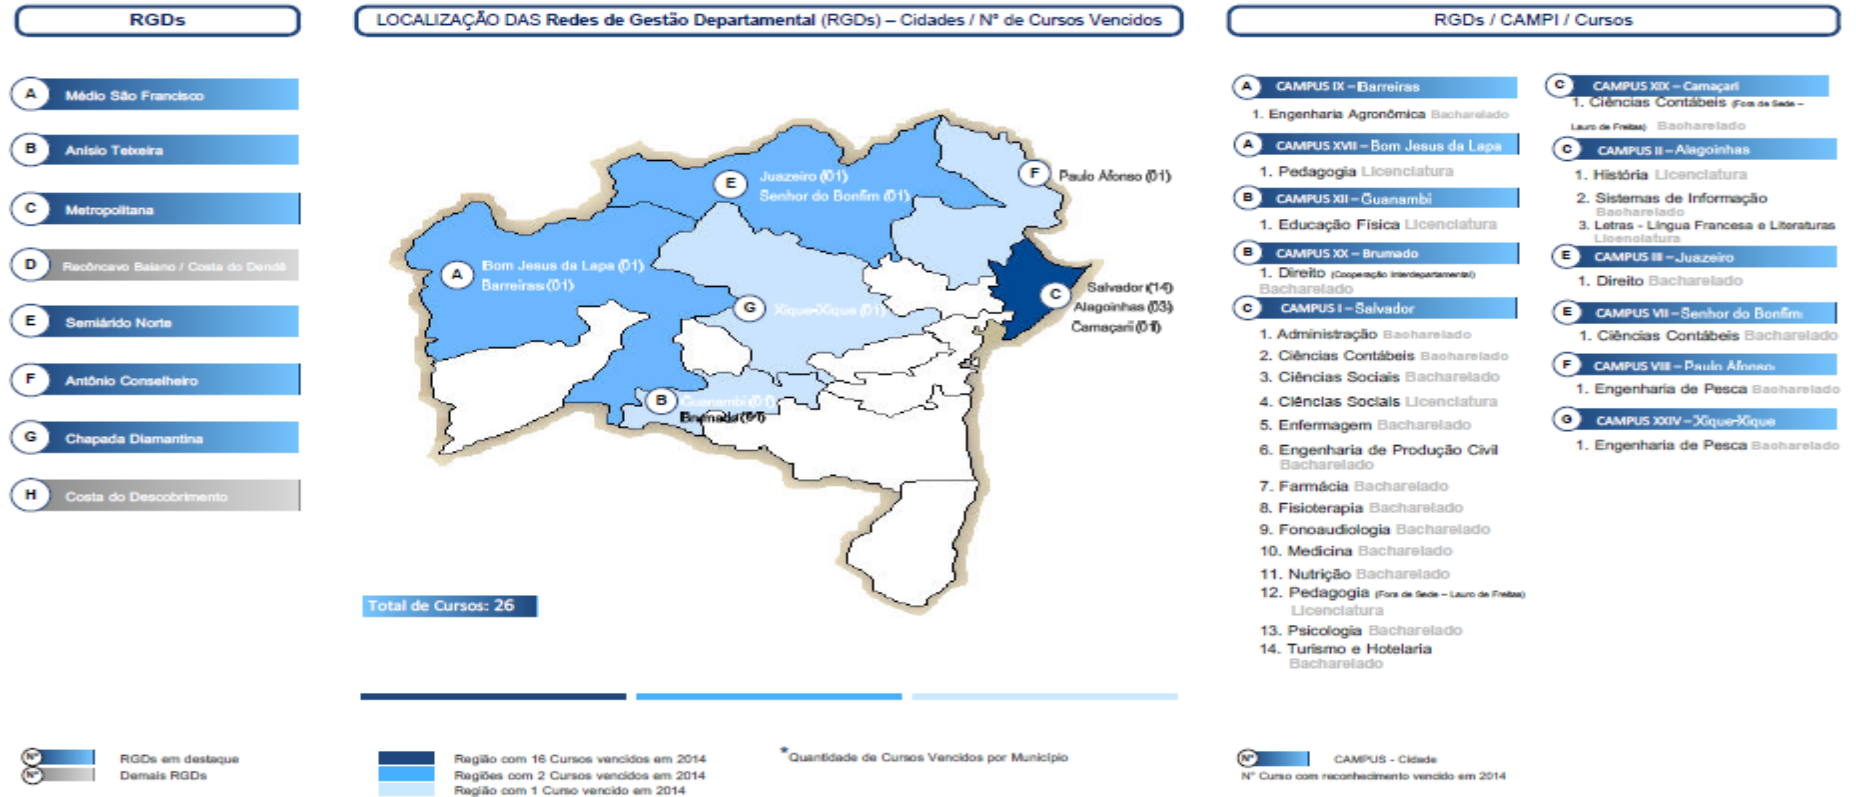 RGDs
A Médio São Francisco
B Anísio Teixeira
C Metropolitana
D Recôncavo Baiano / Costa do Dendê
E Semiárido Norte
F Antônio Conselheiro
G Chapada Diamantina
H Costa do Descobrimento
Nº RGDs em destaque
Nº Demais RGDs
LOCALIZAÇÃO DAS Redes de Gestão Departamental (RGDs) – Cidades / Nº de Cursos Vencidos
E Juazeiro (01)
Senhor do Bonfim (01)
F Paulo Afonso (01)
A Bom Jesus da Lapa (01)
Barreiras (01)
C Salvador (14)
Alagoinhas (03)
Camaçari (01)
G Xique-Xique (01)
B Guanambi (01)
Brumado (01)
Total de Cursos: 26
Região com 16 Cursos vencidos em 2014
Regiões com 2 Cursos vencidos em 2014
Região com 1 Curso vencido em 2014
*Quantidade de Cursos Vencidos por Município
RGDs / CAMPI / Cursos
A CAMPUS IX – Barreiras
1. Engenharia Agronômica Bacharelado
A CAMPUS XVII – Bom Jesus da Lapa
1. Pedagogia Licenciatura
B CAMPUS XII – Guanambi
1. Educação Física Licenciatura
B CAMPUS XX – Brumado
1. Direito (Cooperação Interdepartamental)
Bacharelado
C CAMPUS I – Salvador
1. Administração Bacharelado
2. Ciências Contábeis Bacharelado
3. Ciências Sociais Bacharelado
4. Ciências Sociais Licenciatura
5. Enfermagem Bacharelado
6. Engenharia de Produção Civil
Bacharelado
7. Farmácia Bacharelado
8. Fisioterapia Bacharelado
9. Fonoaudiologia Bacharelado
10. Medicina Bacharelado
11. Nutrição Bacharelado
12. Pedagogia (Fora de Sede – Lauro de Freitas)
Licenciatura
13. Psicologia Bacharelado
14. Turismo e Hotelaria
Bacharelado
C CAMPUS XIX – Camaçari
1. Ciências Contábeis (Fora de Sede –
Lauro de Freitas) Bacharelado
C CAMPUS II – Alagoinhas
1. História Licenciatura
2. Sistemas de Informação
Bacharelado
3. Letras - Língua Francesa e Literaturas
Licenciatura
E CAMPUS III – Juazeiro
1. Direito Bacharelado
E CAMPUS VII – Senhor do Bonfim
1. Ciências Contábeis Bacharelado
F CAMPUS VIII – Paulo Afonso
1. Engenharia de Pesca Bacharelado
G CAMPUS XXIV – Xique-Xique
1. Engenharia de Pesca Bacharelado
Nº CAMPUS - Cidade
Nº Curso com reconhecimento vencido em 2014